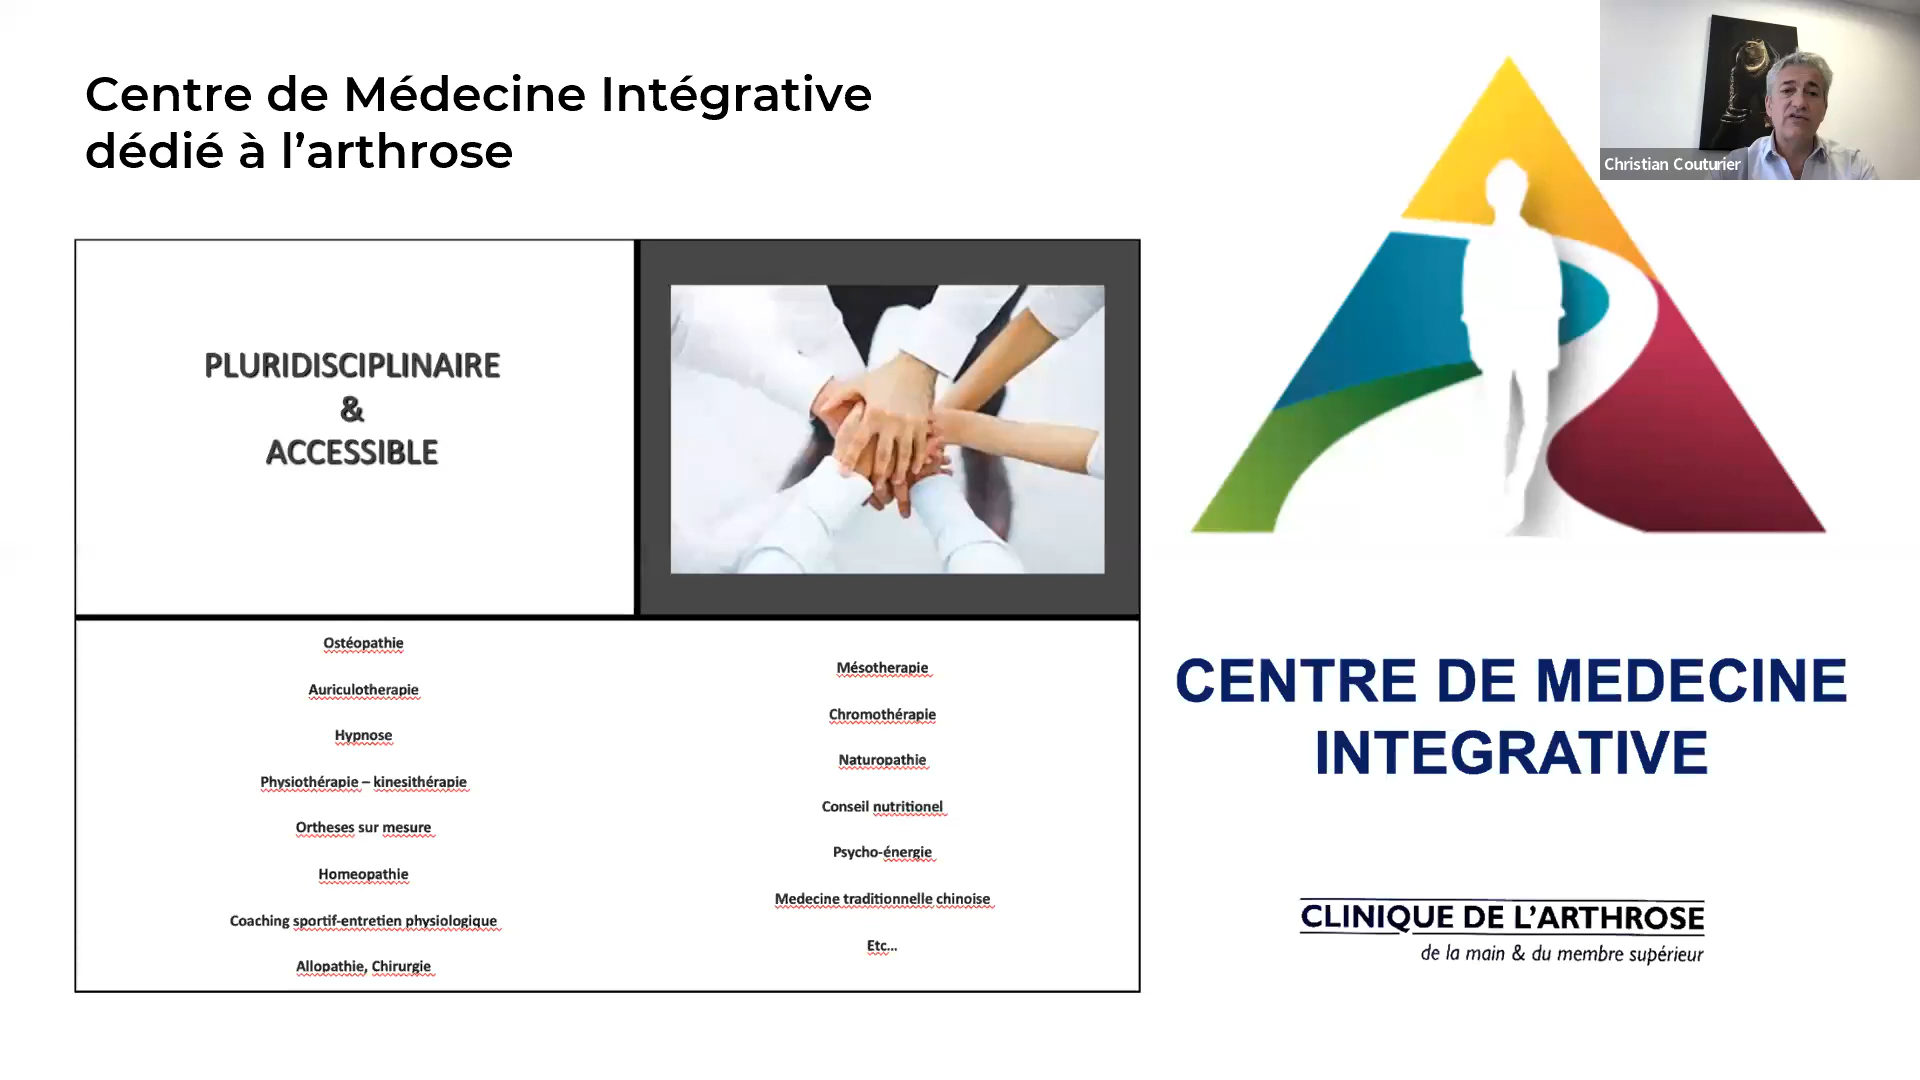 Centre de Médecine Intégrative
dédié à l’arthrose
Christian Couturier
PLURIDISCIPLINAIRE
&
ACCESSIBLE
Ostéopathie
Auriculotherapie
Hypnose
Physiothérapie – kinesithérapie
Ortheses sur mesure
Homeopathie
Coaching sportif-entretien physiologique
Allopathie, Chirurgie
Mésotherapie
Chromothérapie
Naturopathie
Conseil nutritionel
Psycho-énergie
Medecine traditionnelle chinoise
Etc...
CENTRE DE MEDECINE
INTEGRATIVE
CLINIQUE DE L’ARTHROSE
de la main & du membre supérieur